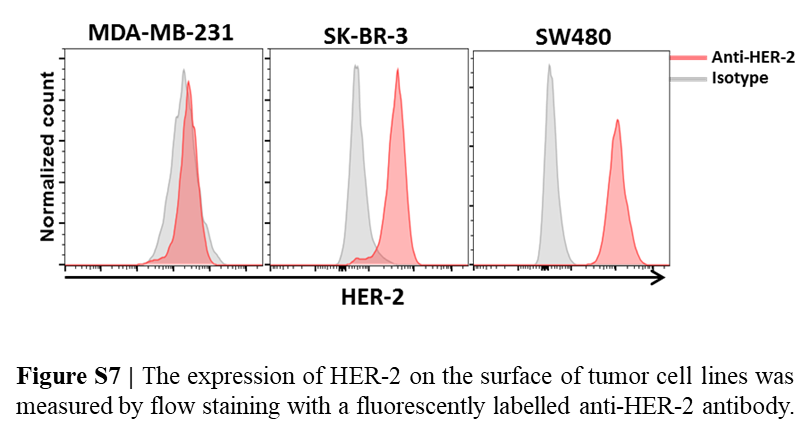 MDA-MB-231
SK-BR-3
SW480
Anti-HER-2
Isotype
Normalized count
HER-2
Figure S7 | The expression of HER-2 on the surface of tumor cell lines was
measured by flow staining with a fluorescently labelled anti-HER-2 antibody.